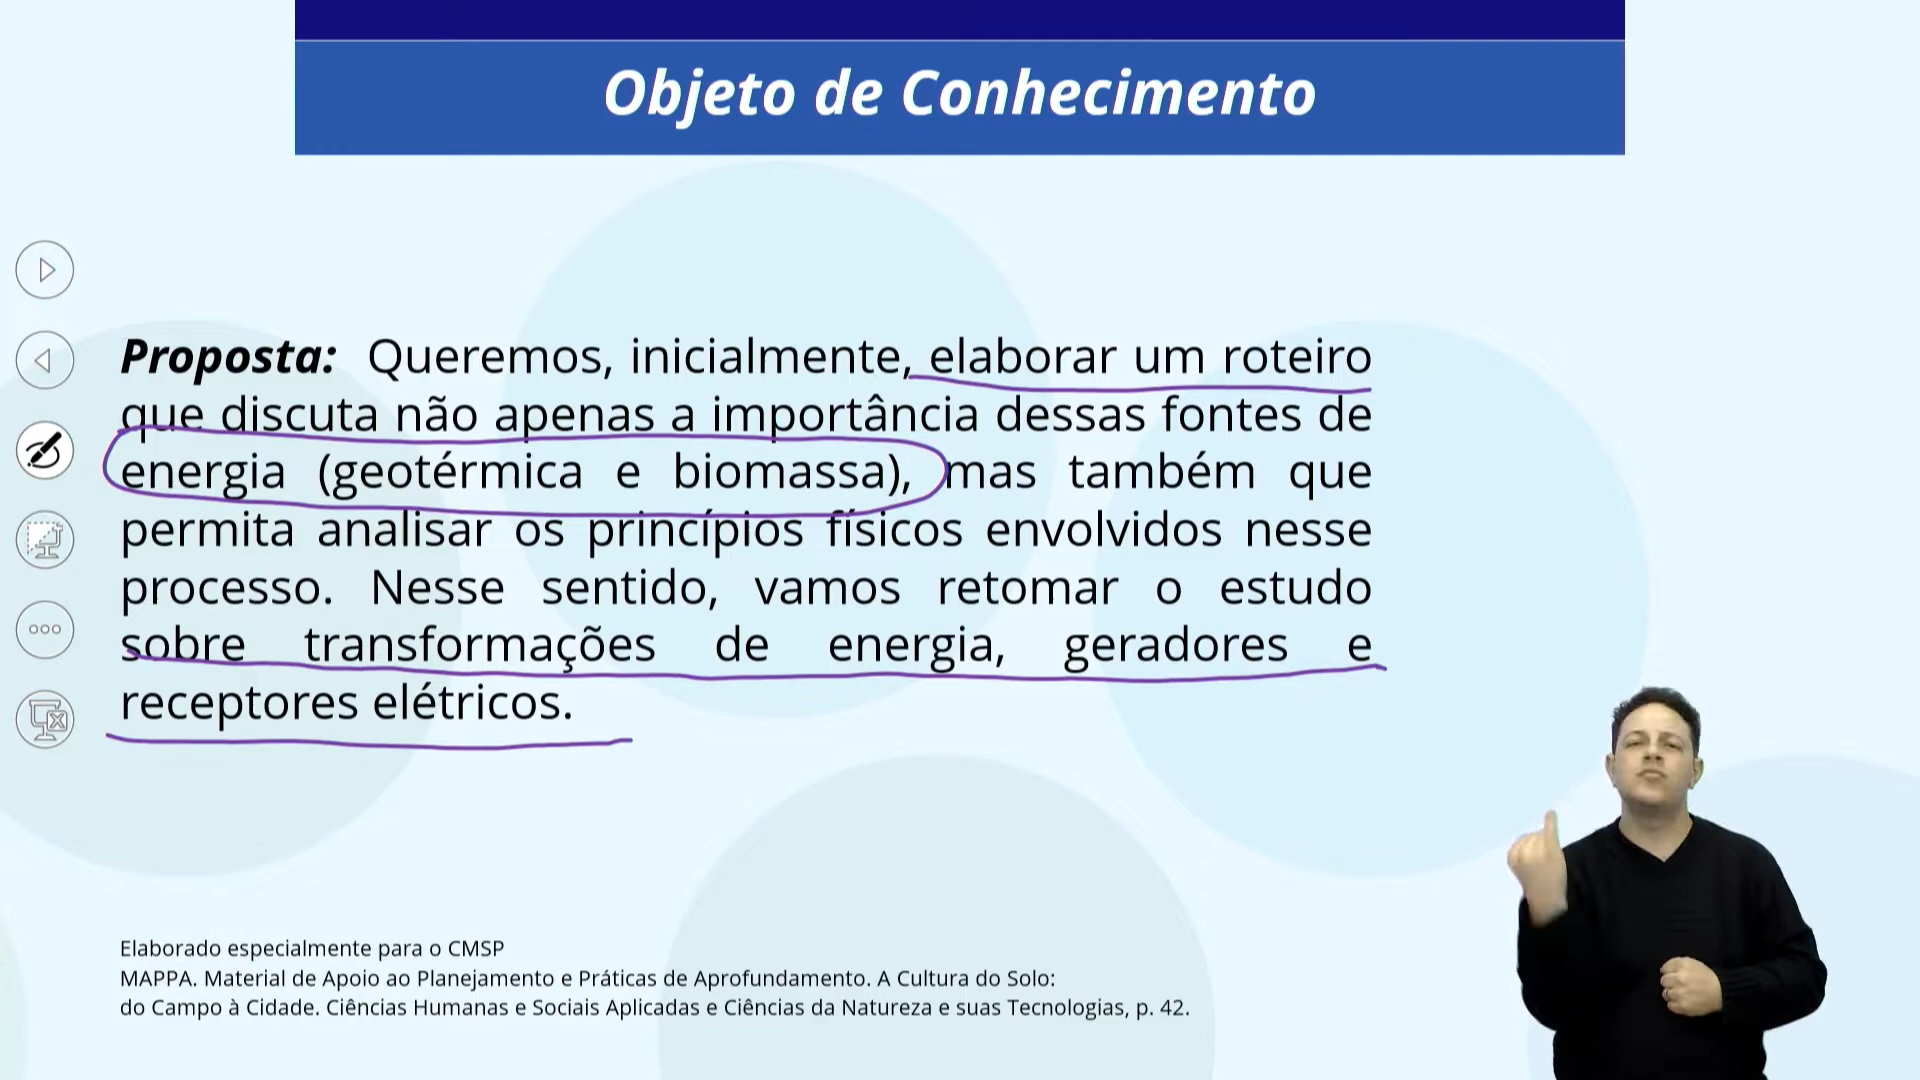 Objeto de Conhecimento
Proposta: Queremos, inicialmente, elaborar um roteiro
que discuta não apenas a importância dessas fontes de
energia (geotérmica e biomassa), mas também que
permita analisar os princípios físicos envolvidos nesse
processo. Nesse sentido, vamos retomar o estudo
sobre transformações de energia, geradores e
receptores elétricos.
Elaborado especialmente para o CMSP
MAPPA. Material de Apoio ao Planejamento e Práticas de Aprofundamento. A Cultura do Solo:
do Campo à Cidade. Ciências Humanas e Sociais Aplicadas e Ciências da Natureza e suas Tecnologias, p. 42.